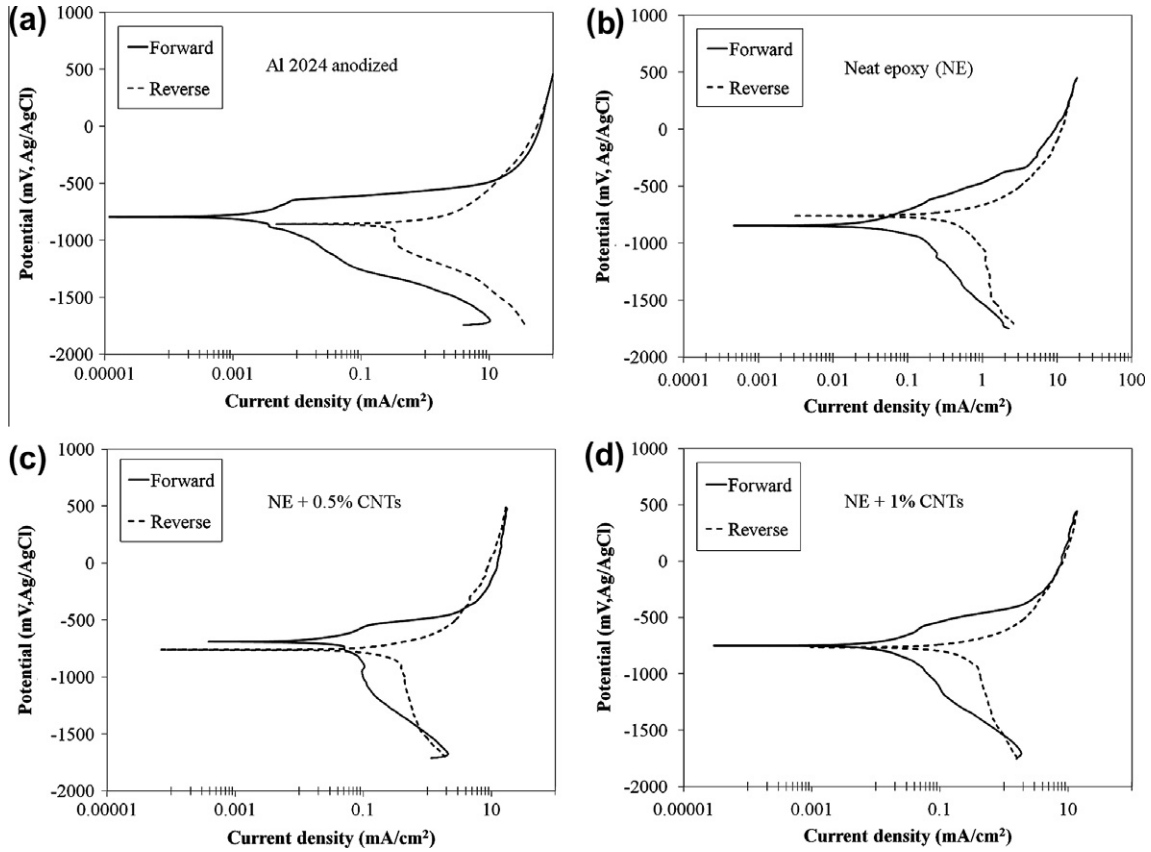 (a)
1000
500
0
-500
-1000
-1500
-2000
Potential (mV, Ag/AgCl)
Forward
Reverse
Al 2024 anodized
0.00001 0.001 0.1 10
Current density (mA/cm²)
(b)
1000
500
0
-500
-1000
-1500
-2000
Potential (mV, Ag/AgCl)
Forward
Reverse
Neat epoxy (NE)
0.0001 0.001 0.01 0.1 1 10 100
Current density (mA/cm²)
(c)
1000
500
0
-500
-1000
-1500
-2000
Potential (mV,Ag/AgCl)
Forward
Reverse
NE + 0.5% CNTs
0.00001 0.001 0.1 10
Current density (mA/cm²)
(d)
1000
500
0
-500
-1000
-1500
-2000
Potential (mV,Ag/AgCl)
Forward
Reverse
NE + 1% CNTs
0.00001 0.001 0.1 10
Current density (mA/cm²)